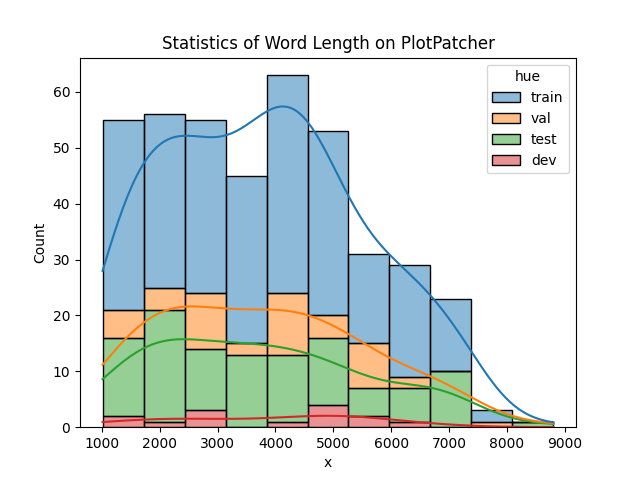 Statistics of Word Length on PlotPatcher
hue
train
val
test
dev
60
50
40
30
20
10
0
Count
1000 2000 3000 4000 5000 6000 7000 8000 9000
x